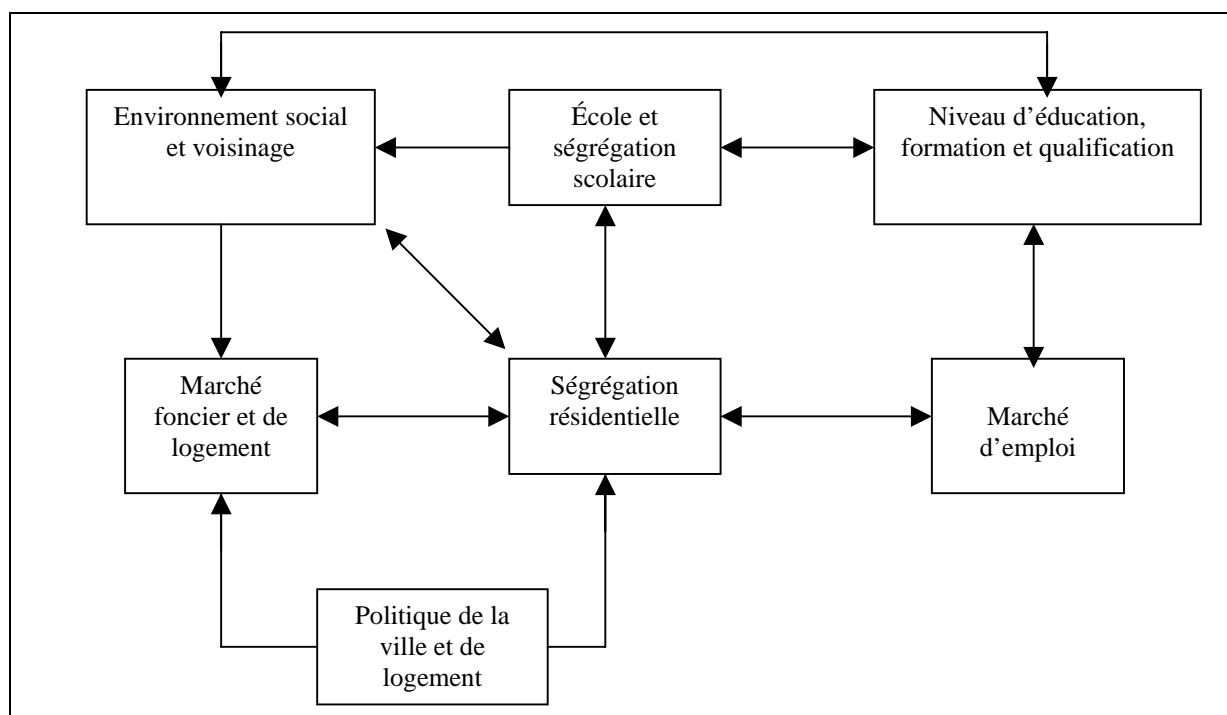 Environnement social
et voisinage
École et
ségrégation
scolaire
Niveau d’éducation,
formation et qualification
Marché
foncier et de
logement
Ségrégation
résidentielle
Marché
d’emploi
Politique de la
ville et de
logement